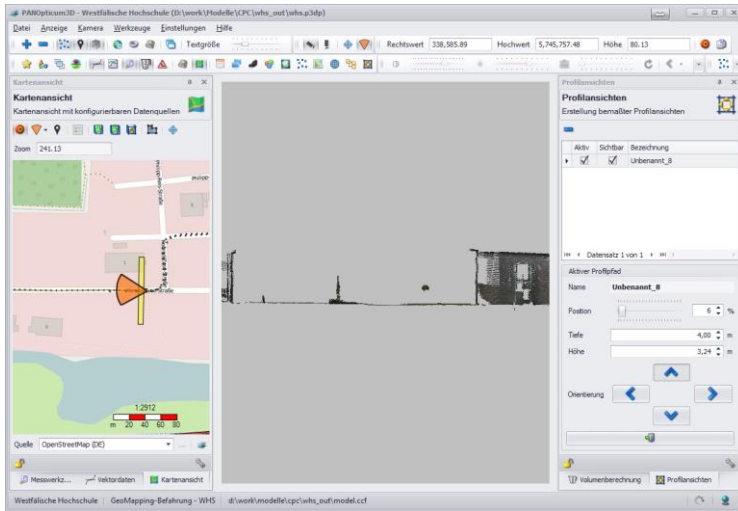 PANOpticum3D - Westfälische Hochschule (D:\work\Modelle\CPC\whs_out\whs.p3dp)
Datei Anzeige Kamera Werkzeuge Einstellungen Hilfe
Textgröße Rechtswert 338,585.89 Hochwert 5,745,757.48 Höhe 80.13
Kartenansicht
Kartenansicht
Kartenansicht mit konfigurierbaren Datenquellen
Zoom 241.13
1:2912
m 20 40 60 80
Quelle OpenStreetMap (DE)
Messwerkz... Vektordaten Kartenansicht
Profilansichten
Profilansichten
Erstellung bemaßter Profilansichten
Aktiv Sichtbar Bezeichnung
Unbenannt_8
Datensatz 1 von 1
Aktiver Profilpfad
Name Unbenannt_8
Position 6 %
Tiefe 4,00 m
Höhe 3,24 m
Orientierung
Volumenberechnung Profilansichten
Westfälische Hochschule GeoMapping-Befahrung - WHS d:\work\modelle\cpc\whs_out\model.ccf